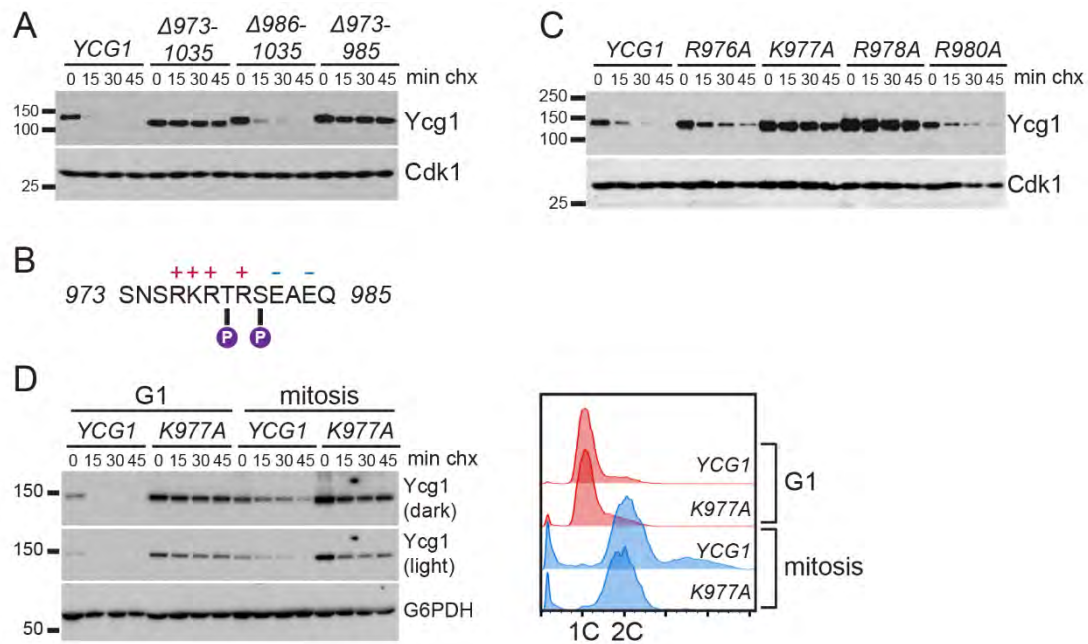 A
YCG1 Δ973-1035 Δ986-1035 Δ973-985
0 15 30 45 0 15 30 45 0 15 30 45 0 15 30 45 min chx
150
100
Ycg1
25
Cdk1
B
+ + + + - -
973 SNSRKRTRSEAEQ 985
P P
C
YCG1 R976A K977A R978A R980A
0 15 30 45 0 15 30 45 0 15 30 45 0 15 30 45 0 15 30 45 min chx
250
150
100
Ycg1
25
Cdk1
D
G1 mitosis
YCG1 K977A YCG1 K977A
0 15 30 45 0 15 30 45 0 15 30 45 0 15 30 45 min chx
150
Ycg1
(dark)
150
Ycg1
(light)
50
G6PDH
YCG1
K977A
G1
YCG1
K977A
mitosis
1C 2C